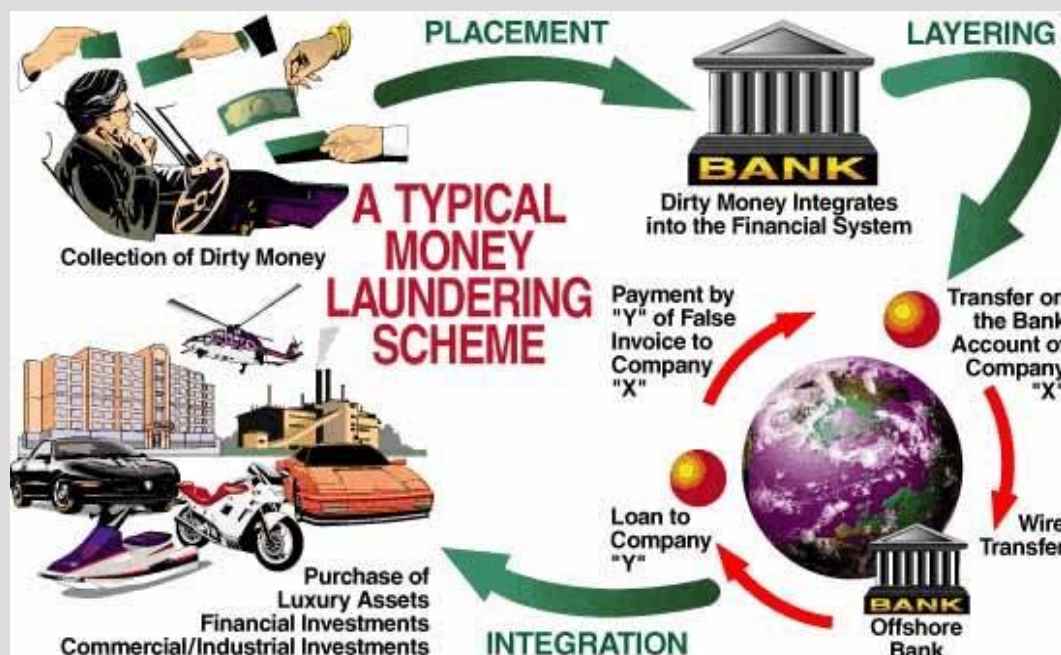 PLACEMENT
LAYERING
BANK
Dirty Money Integrates
into the Financial System
Collection of Dirty Money
A TYPICAL
MONEY
LAUNDERING
SCHEME
Payment by
"Y" of False
Invoice to
Company
"X"
Transfer on
the Bank
Account of
Company
"X"
Loan to
Company
"Y"
Wire
Transfer
BANK
Offshore
Bank
Purchase of
Luxury Assets
Financial Investments
Commercial/Industrial Investments
INTEGRATION